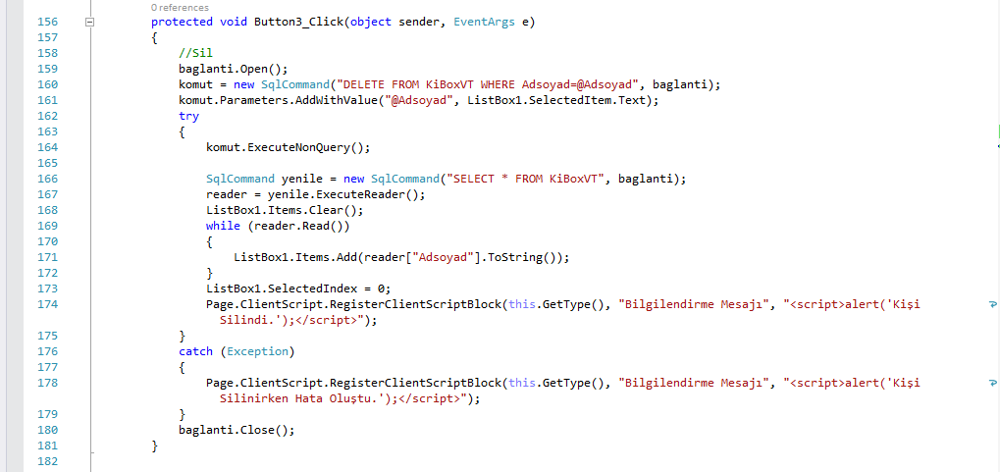 0 references
156 protected void Button3_Click(object sender, EventArgs e)
157 {
158 //Sil
159 baglanti.Open();
160 komut = new SqlCommand("DELETE FROM KiBoxVT WHERE Adsoyad=@Adsoyad", baglanti);
161 komut.Parameters.AddWithValue("@Adsoyad", ListBox1.SelectedItem.Text);
162 try
163 {
164 komut.ExecuteNonQuery();
165
166 SqlCommand yenile = new SqlCommand("SELECT * FROM KiBoxVT", baglanti);
167 reader = yenile.ExecuteReader();
168 ListBox1.Items.Clear();
169 while (reader.Read())
170 {
171 ListBox1.Items.Add(reader["Adsoyad"].ToString());
172 }
173 ListBox1.SelectedIndex = 0;
174 Page.ClientScript.RegisterClientScriptBlock(this.GetType(), "Bilgilendirme Mesajı", "<script>alert('Kişi
Silindi.');</script>");
175 }
176 catch (Exception)
177 {
178 Page.ClientScript.RegisterClientScriptBlock(this.GetType(), "Bilgilendirme Mesajı", "<script>alert('Kişi
Silinirken Hata Oluştu.');</script>");
179 }
180 baglanti.Close();
181 }
182